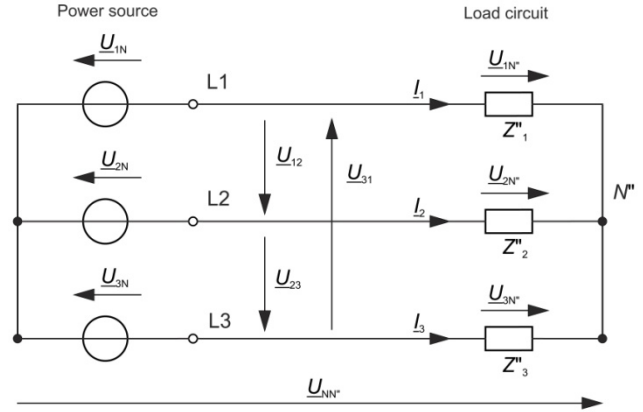 Power source
Load circuit
U1N
U1N"
L1
I1
Z"1
U12
U31
U2N
U2N"
L2
I2
N"
Z"2
U3N
U23
U3N"
L3
I3
Z"3
UNN"